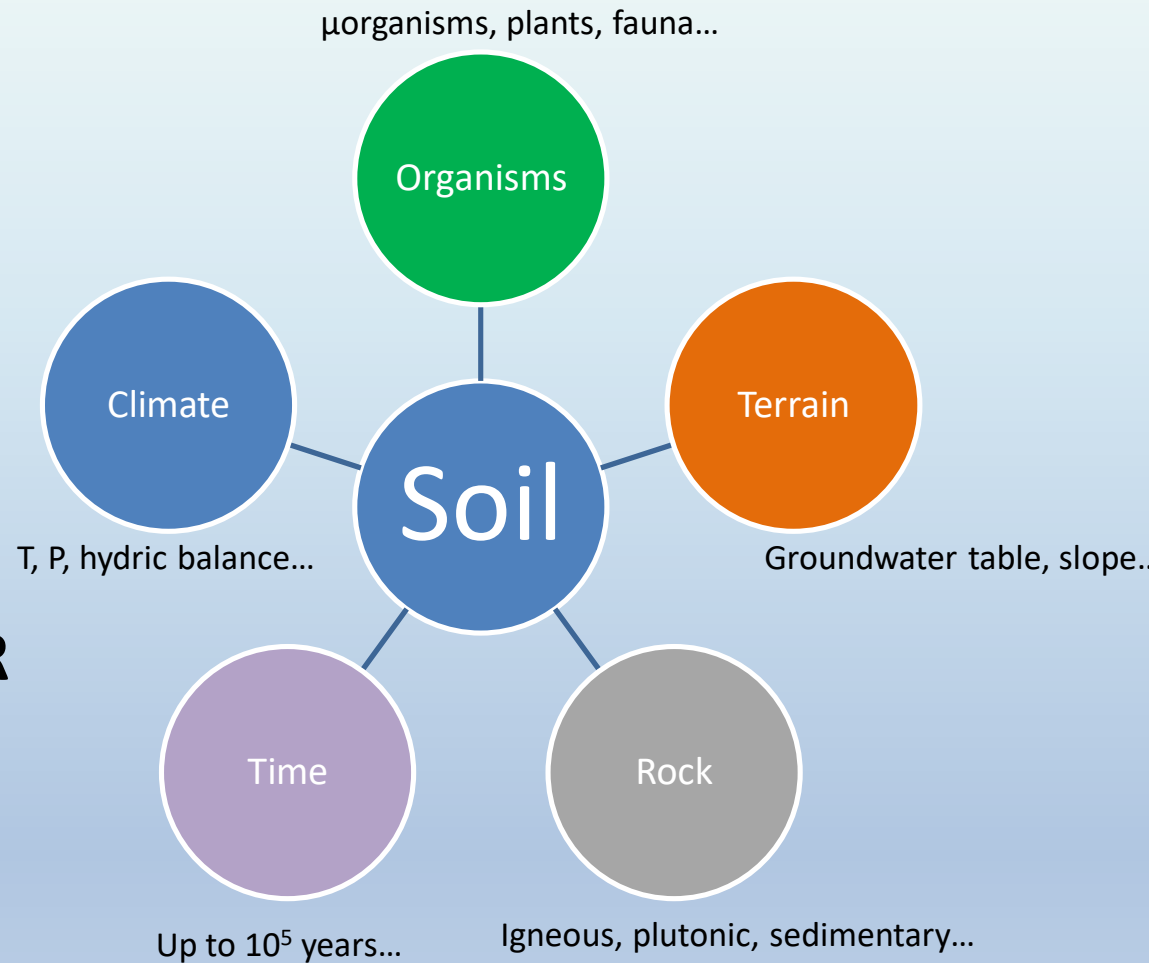 μorganisms, plants, fauna…
Organisms
Climate
Terrain
Soil
T, P, hydric balance…
Groundwater table, slope…
R
Time
Rock
Up to 10⁵ years…
Igneous, plutonic, sedimentary…